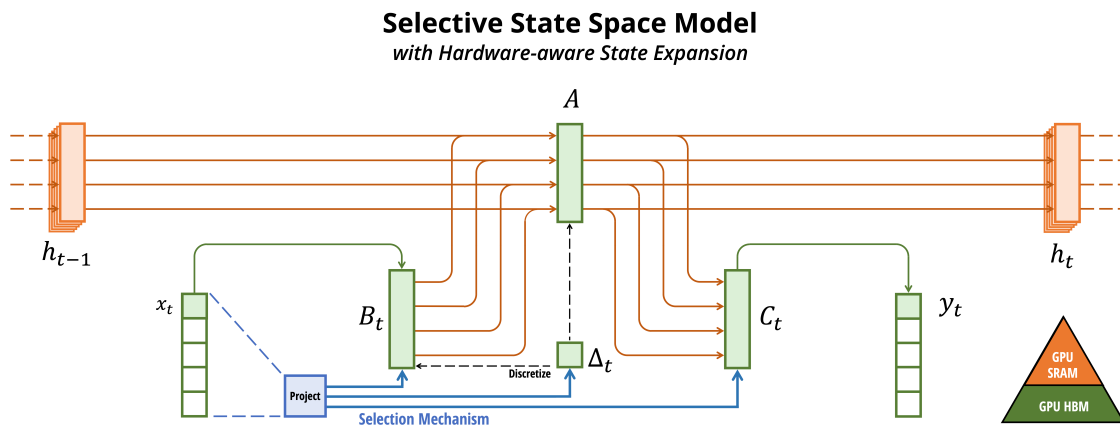 Selective State Space Model
with Hardware-aware State Expansion
A
h_{t-1}
h_t
x_t
B_t
C_t
y_t
Δ_t
Discretize
Project
Selection Mechanism
GPU
SRAM
GPU HBM